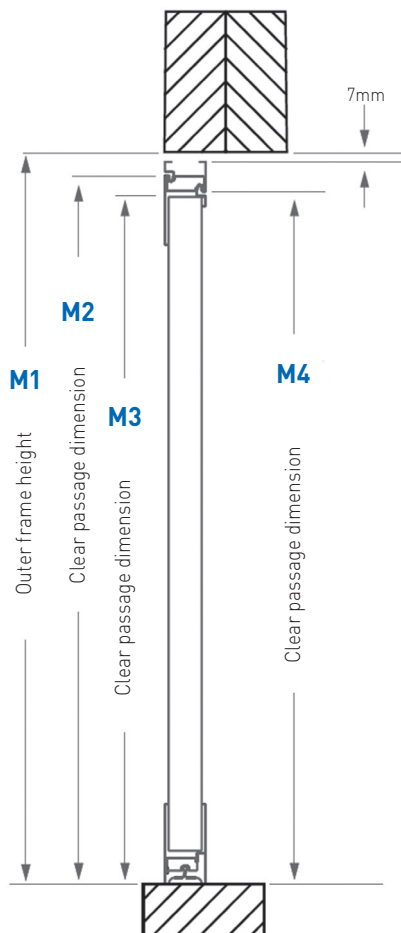 7mm
M1
Outer frame height
M2
Clear passage dimension
M3
Clear passage dimension
M4
Clear passage dimension